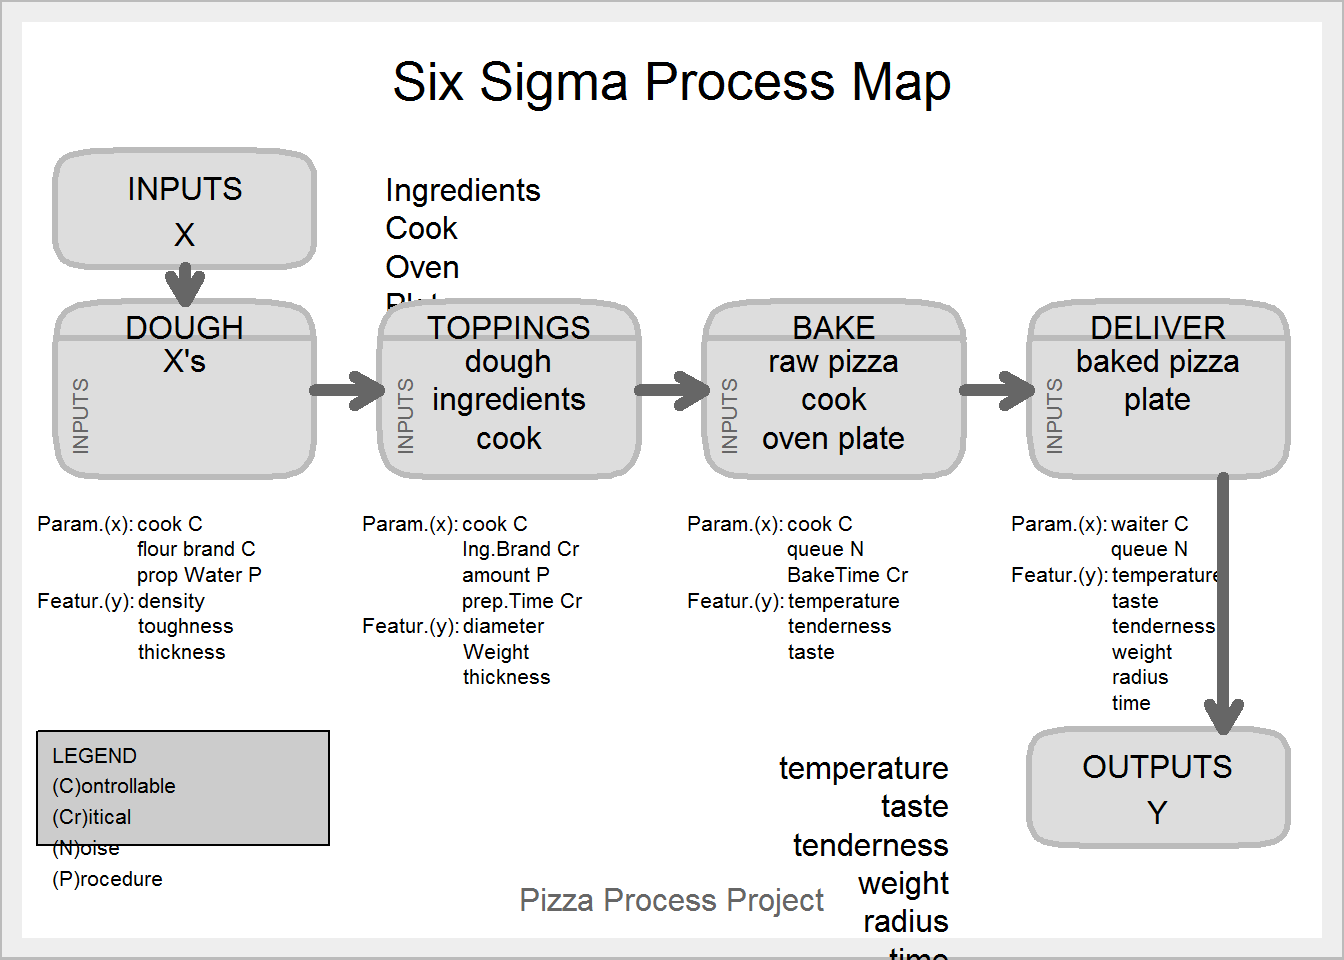 Six Sigma Process Map
INPUTS
X
Ingredients
Cook
Oven
DOUGH
X's
INPUTS
TOPPINGS
dough
ingredients
cook
INPUTS
BAKE
raw pizza
cook
oven plate
INPUTS
DELIVER
baked pizza
plate
INPUTS
Param.(x): cook C
flour brand C
prop Water P
Featur.(y): density
toughness
thickness
Param.(x): cook C
Ing.Brand Cr
amount P
prep.Time Cr
Featur.(y): diameter
Weight
thickness
Param.(x): cook C
queue N
BakeTime Cr
Featur.(y): temperature
tenderness
taste
Param.(x): waiter C
queue N
Featur.(y): temperature
taste
tenderness
weight
radius
time
LEGEND
(C)ontrollable
(Cr)itical
(N)oise
(P)rocedure
temperature
taste
tenderness
weight
radius
time
OUTPUTS
Y
Pizza Process Project